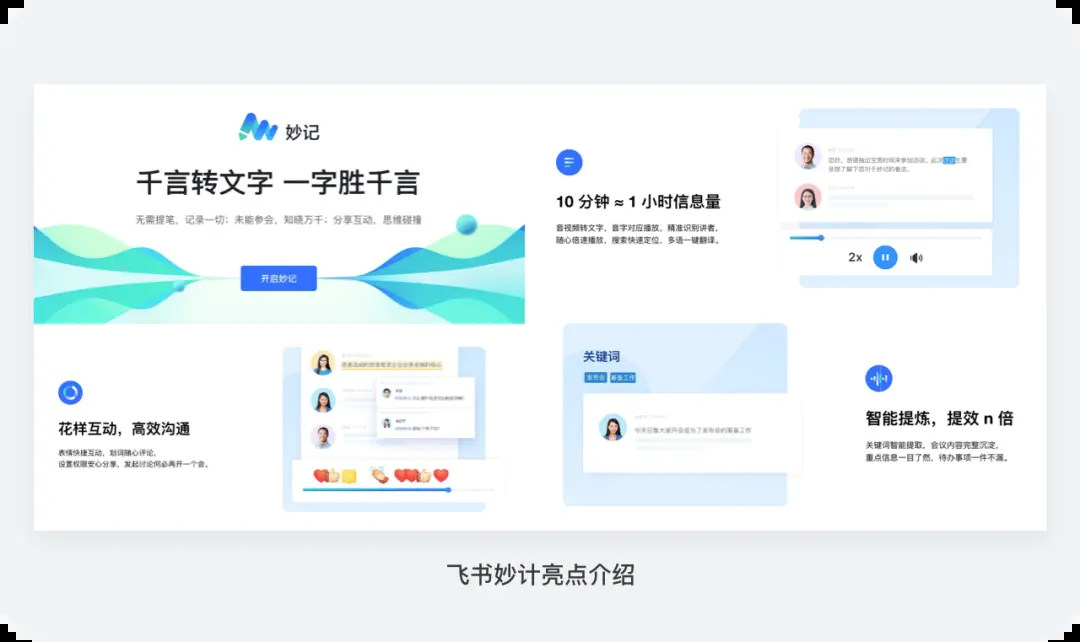 妙记
千言转文字 一字胜千言
无需提笔，记录一切；未能参会，知晓万千；分享互动，思维碰撞
开启妙记
10 分钟 ≈ 1 小时信息量
音视频转文字，音字对应播放，精准识别讲者，
随心倍速播放，搜索快速定位，多语一键翻译。
2x
花样互动，高效沟通
表情快捷互动，划词随心评论，
设置权限安心分享，发起讨论何必再开一个会。
关键词
发布会 筹备工作
今天召集大家开会是为了发布会的筹备工作
智能提炼，提效 n 倍
关键词智能提取，会议内容完整沉淀，
重点信息一目了然，待办事项一件不漏。
飞书妙计亮点介绍